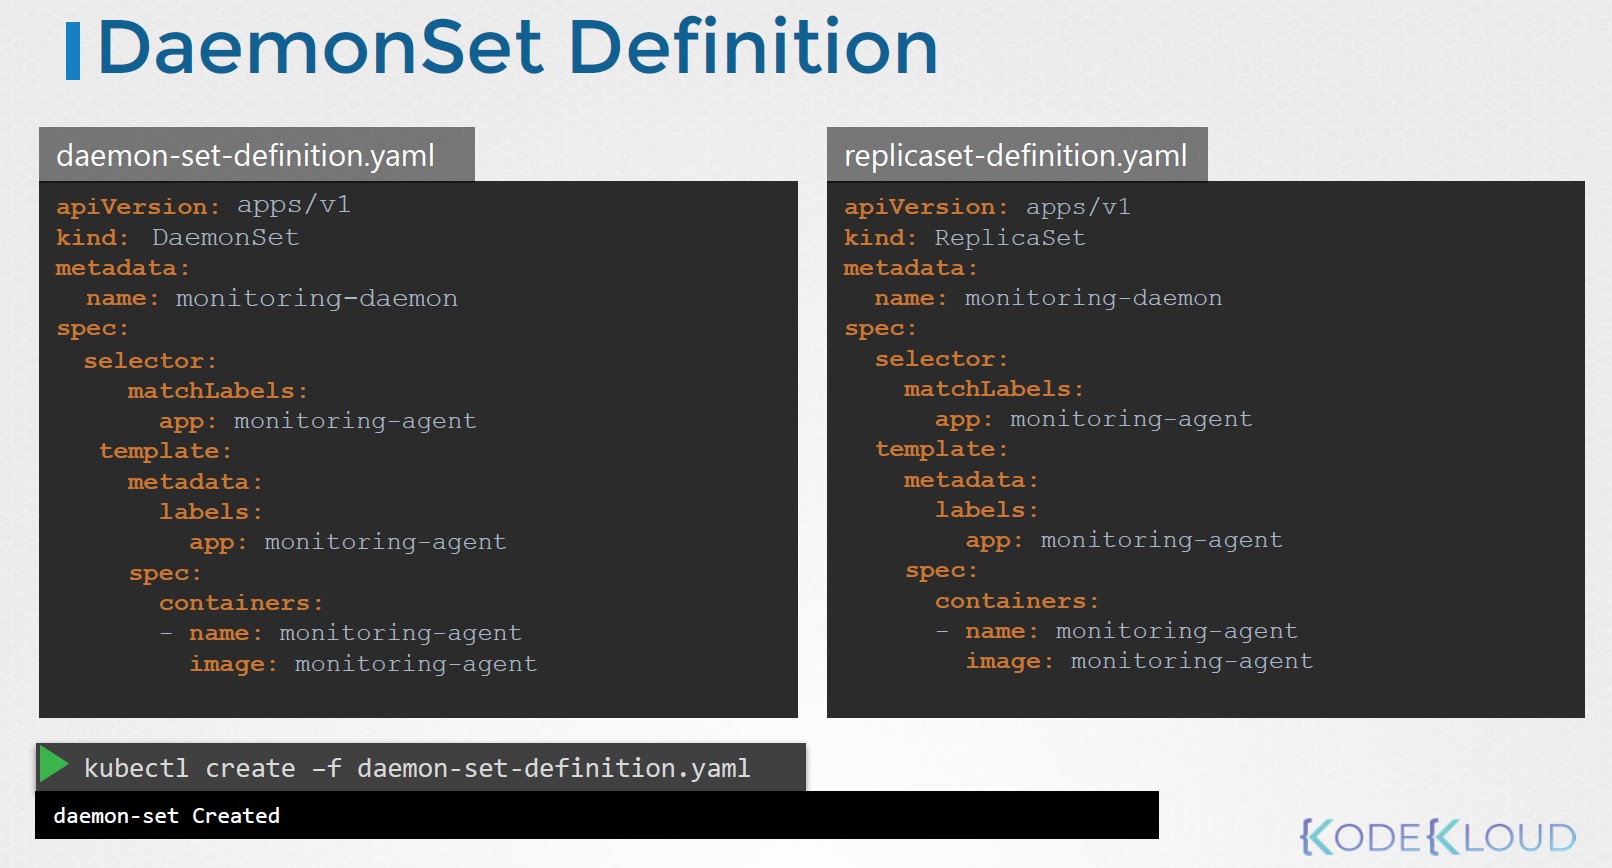 DaemonSet Definition
daemon-set-definition.yaml
apiVersion: apps/v1
kind: DaemonSet
metadata:
  name: monitoring-daemon
spec:
  selector:
    matchLabels:
      app: monitoring-agent
  template:
    metadata:
      labels:
        app: monitoring-agent
    spec:
      containers:
      - name: monitoring-agent
        image: monitoring-agent
replicaset-definition.yaml
apiVersion: apps/v1
kind: ReplicaSet
metadata:
  name: monitoring-daemon
spec:
  selector:
    matchLabels:
      app: monitoring-agent
  template:
    metadata:
      labels:
        app: monitoring-agent
    spec:
      containers:
      - name: monitoring-agent
        image: monitoring-agent
kubectl create –f daemon-set-definition.yaml
daemon-set Created
KODEKLOUD